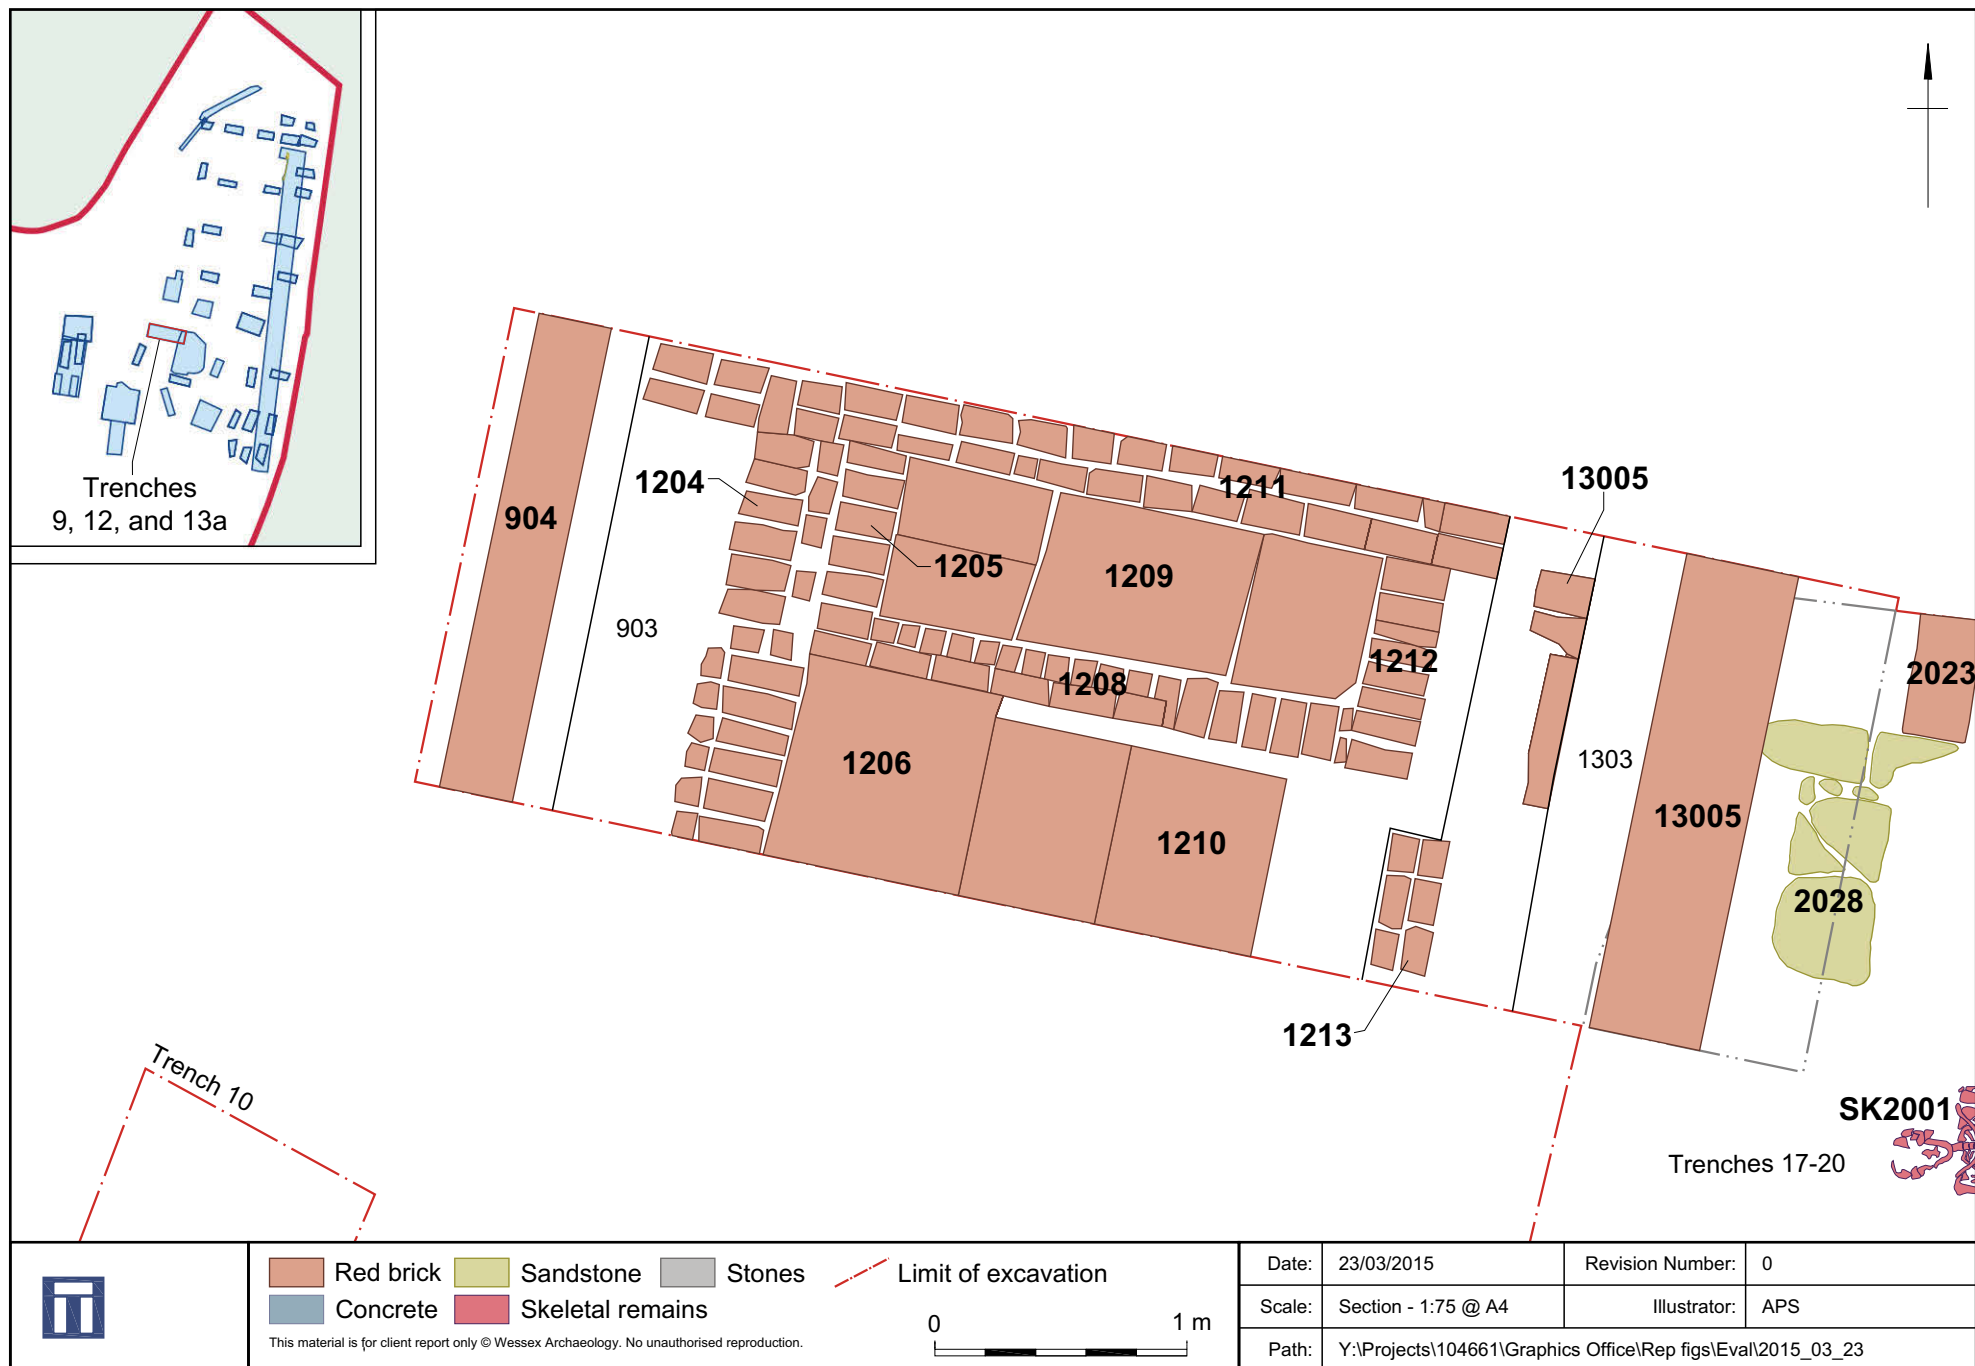 Trenches
9, 12, and 13a
904
903
1204
1205
1211
1209
13005
1212
1208
1206
1210
1303
13005
2023
2028
1213
SK2001
Trench 10
Trenches 17-20
Red brick
Sandstone
Stones
Limit of excavation
Concrete
Skeletal remains
This material is for client report only © Wessex Archaeology. No unauthorised reproduction.
0 1 m
Date: 23/03/2015 Revision Number: 0
Scale: Section - 1:75 @ A4 Illustrator: APS
Path: Y:\Projects\104661\Graphics Office\Rep figs\Eval\2015_03_23